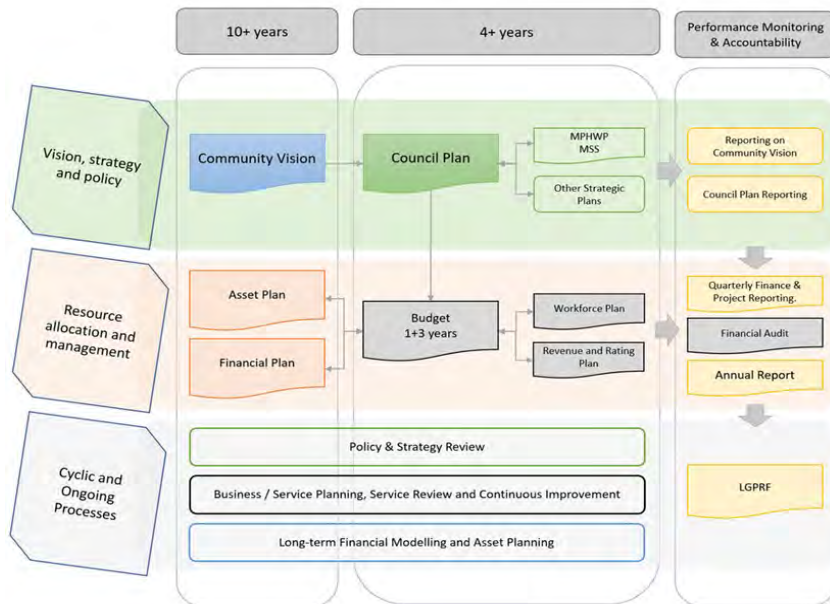 10+ years
4+ years
Performance Monitoring
& Accountability
Vision, strategy
and policy
Community Vision
Council Plan
MPHWP
MSS
Other Strategic
Plans
Reporting on
Community Vision
Council Plan Reporting
Resource
allocation and
management
Asset Plan
Financial Plan
Budget
1+3 years
Workforce Plan
Revenue and Rating
Plan
Quarterly Finance &
Project Reporting.
Financial Audit
Annual Report
Cyclic and
Ongoing
Processes
Policy & Strategy Review
Business / Service Planning, Service Review and Continuous Improvement
Long-term Financial Modelling and Asset Planning
LGPRF